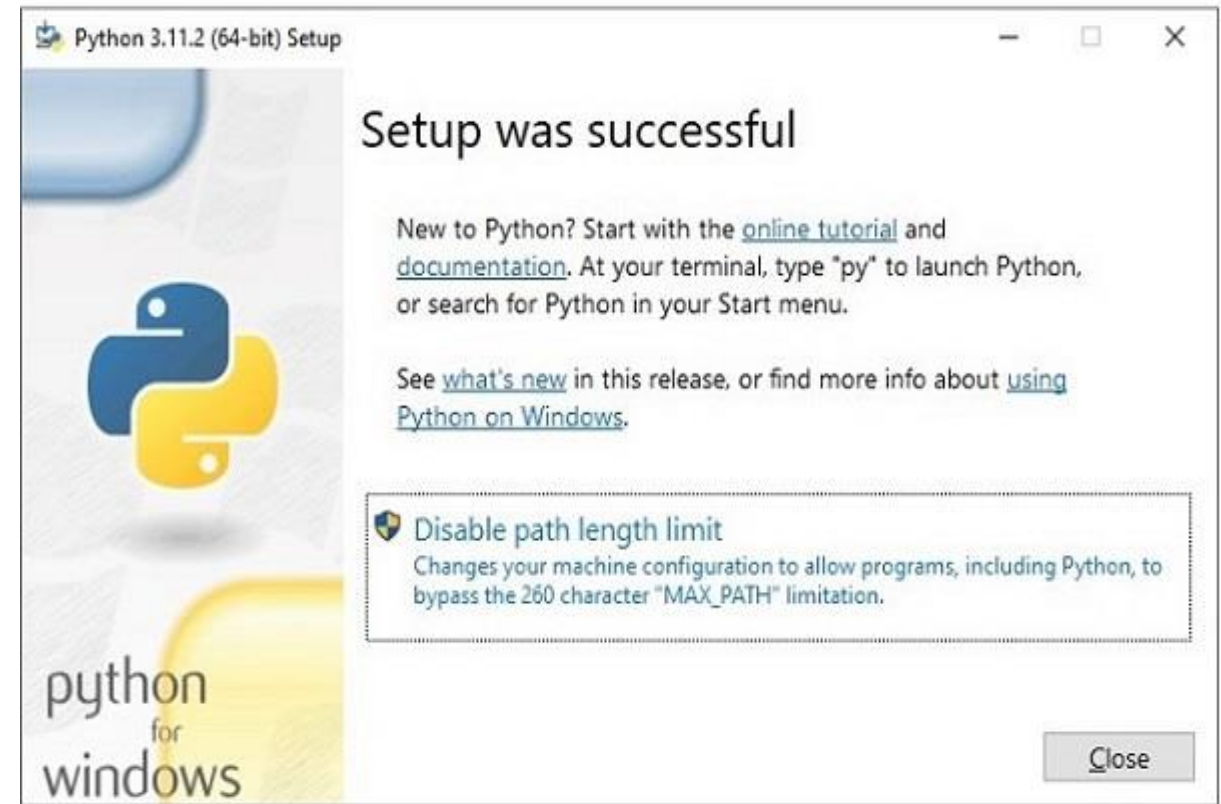 Python 3.11.2 (64-bit) Setup
Setup was successful
New to Python? Start with the online tutorial and
documentation. At your terminal, type "py" to launch Python,
or search for Python in your Start menu.
See what's new in this release, or find more info about using
Python on Windows.
Disable path length limit
Changes your machine configuration to allow programs, including Python, to
bypass the 260 character "MAX_PATH" limitation.
python
for
windows
Close